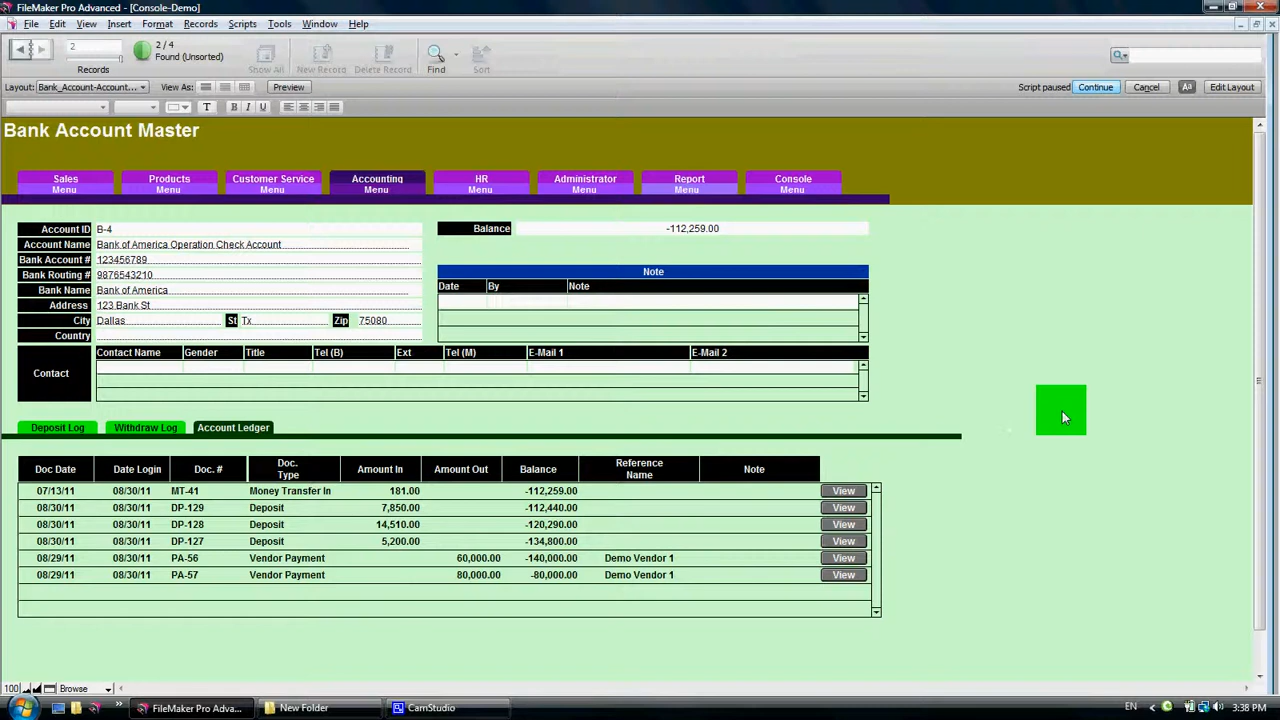 FileMaker Pro Advanced - [Console-Demo]
File Edit View Insert Format Records Scripts Tools Window Help
2
2 / 4
Found (Unsorted)
Records
Show All
New Record
Delete Record
Find
Sort
Layout: Bank_Account-Account... View As: Preview
Script paused Continue Cancel Aa Edit Layout
T B I U
Bank Account Master
Sales Menu
Products Menu
Customer Service Menu
Accounting Menu
HR Menu
Administrator Menu
Report Menu
Console Menu
Account ID B-4
Account Name Bank of America Operation Check Account
Bank Account # 123456789
Bank Routing # 9876543210
Bank Name Bank of America
Address 123 Bank St
City Dallas St Tx Zip 75080
Country
Balance -112,259.00
Note
Date By Note
Contact
Contact Name Gender Title Tel (B) Ext Tel (M) E-Mail 1 E-Mail 2
Deposit Log Withdraw Log Account Ledger
Doc Date Date Login Doc. # Doc. Type Amount In Amount Out Balance Reference Name Note
07/13/11 08/30/11 MT-41 Money Transfer In 181.00 -112,259.00 View
08/30/11 08/30/11 DP-129 Deposit 7,850.00 -112,440.00 View
08/30/11 08/30/11 DP-128 Deposit 14,510.00 -120,290.00 View
08/30/11 08/30/11 DP-127 Deposit 5,200.00 -134,800.00 View
08/29/11 08/30/11 PA-56 Vendor Payment 60,000.00 -140,000.00 Demo Vendor 1 View
08/29/11 08/30/11 PA-57 Vendor Payment 80,000.00 -80,000.00 Demo Vendor 1 View
100 Browse
FileMaker Pro Adva... New Folder CamStudio EN 3:38 PM